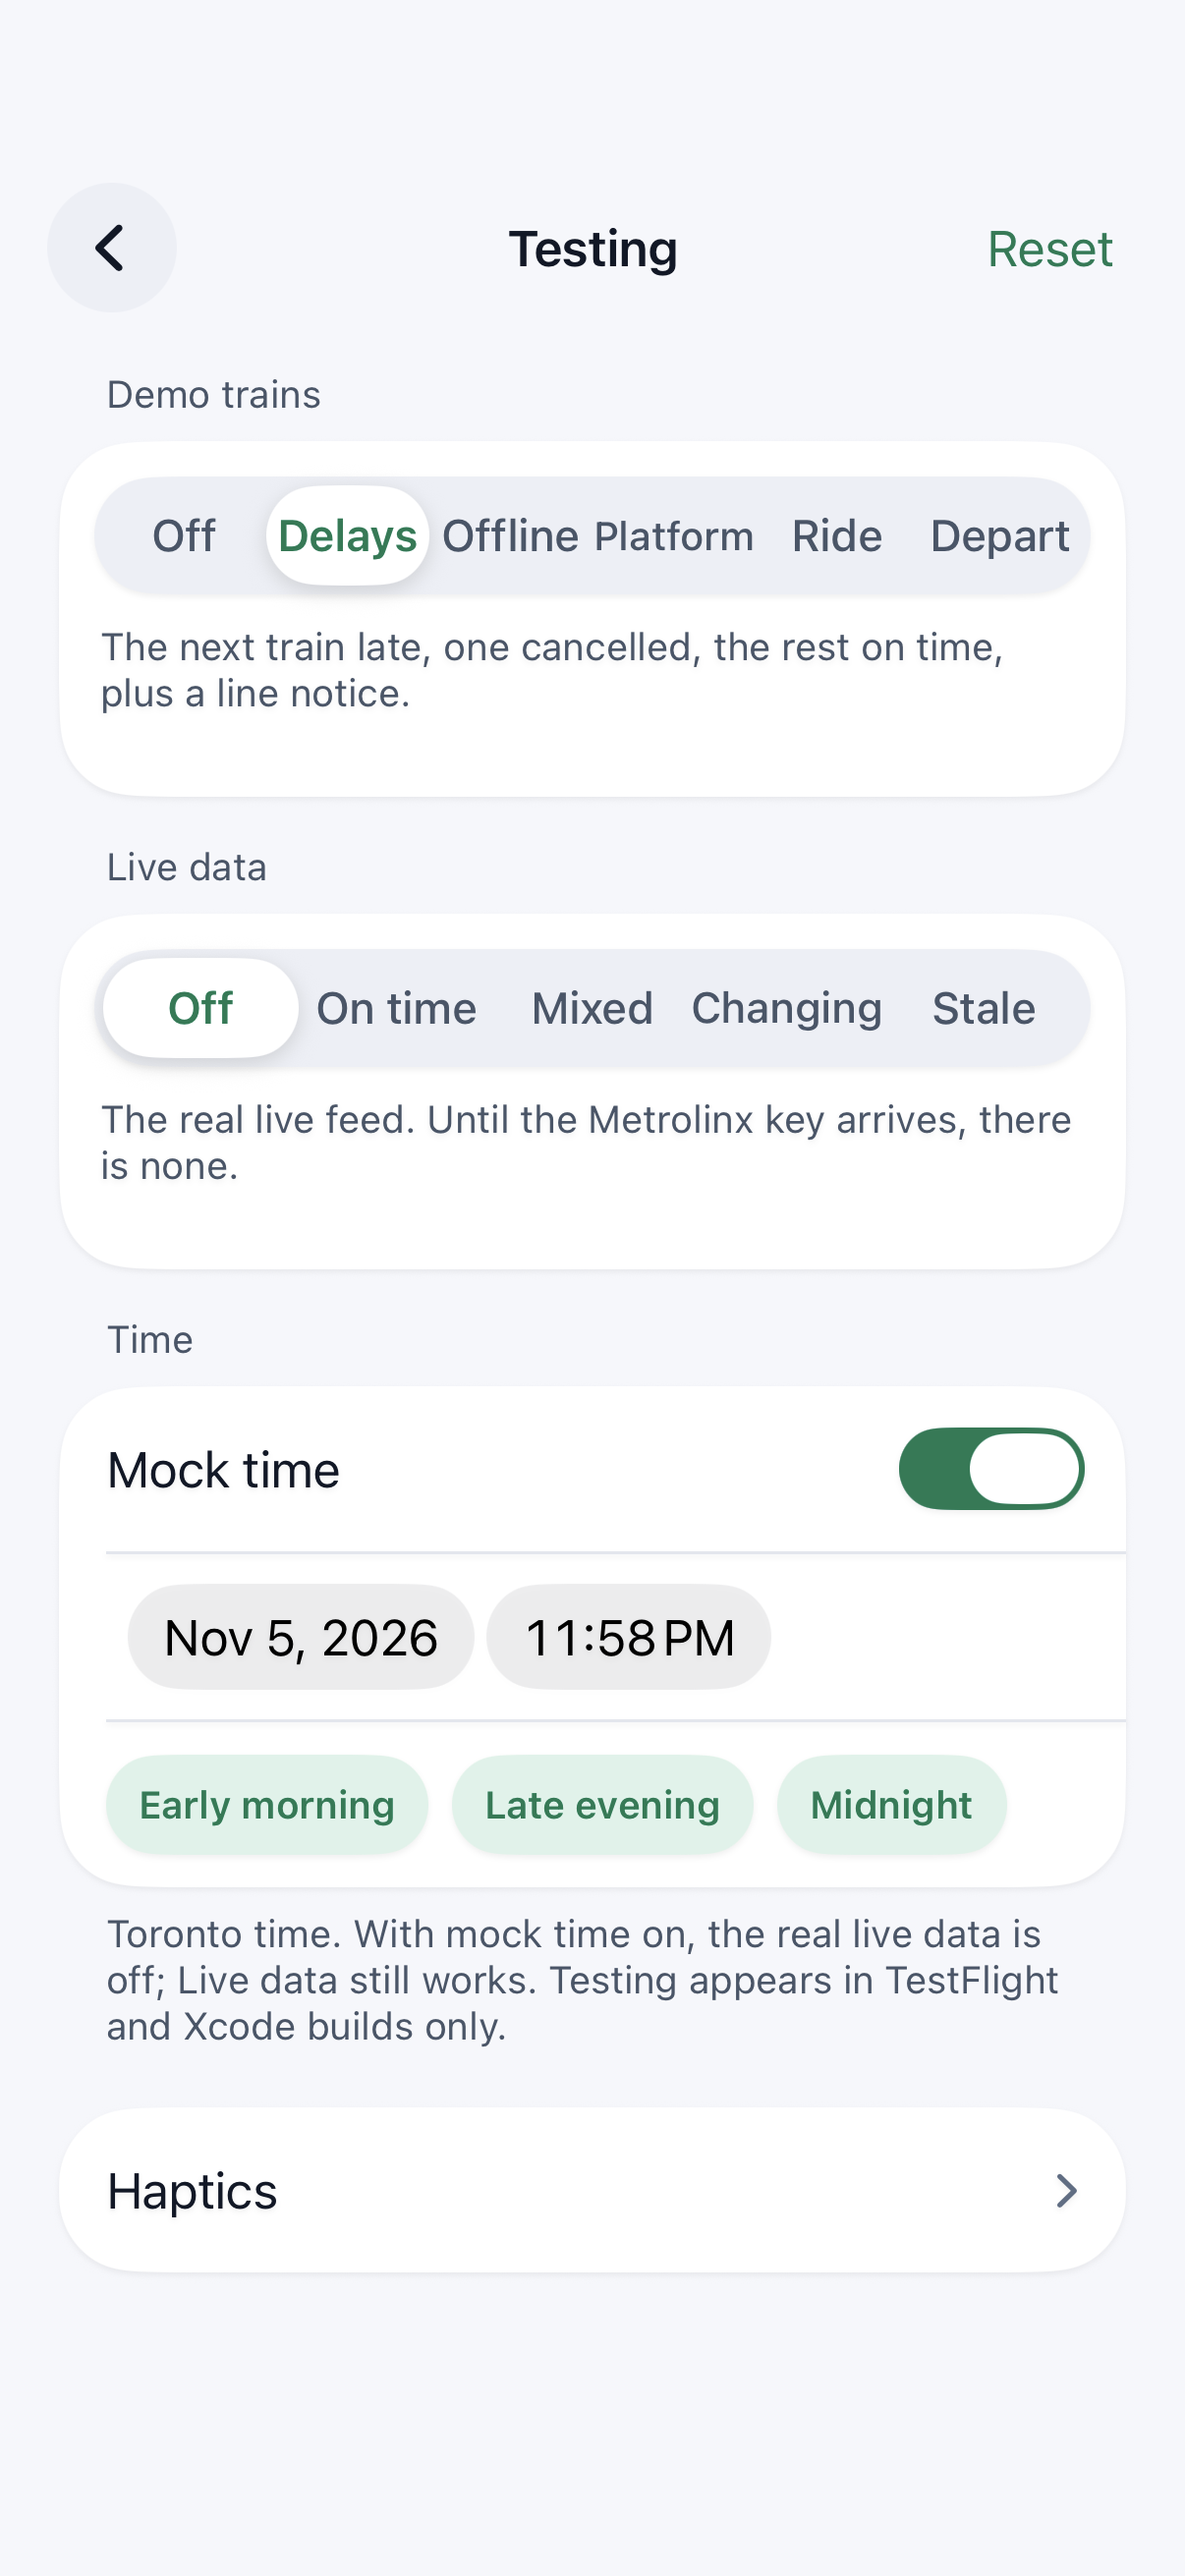 Testing
Reset
Demo trains
Off
Delays
Offline
Platform
Ride
Depart
The next train late, one cancelled, the rest on time,
plus a line notice.
Live data
Off
On time
Mixed
Changing
Stale
The real live feed. Until the Metrolinx key arrives, there
is none.
Time
Mock time
Nov 5, 2026
11:58 PM
Early morning
Late evening
Midnight
Toronto time. With mock time on, the real live data is
off; Live data still works. Testing appears in TestFlight
and Xcode builds only.
Haptics